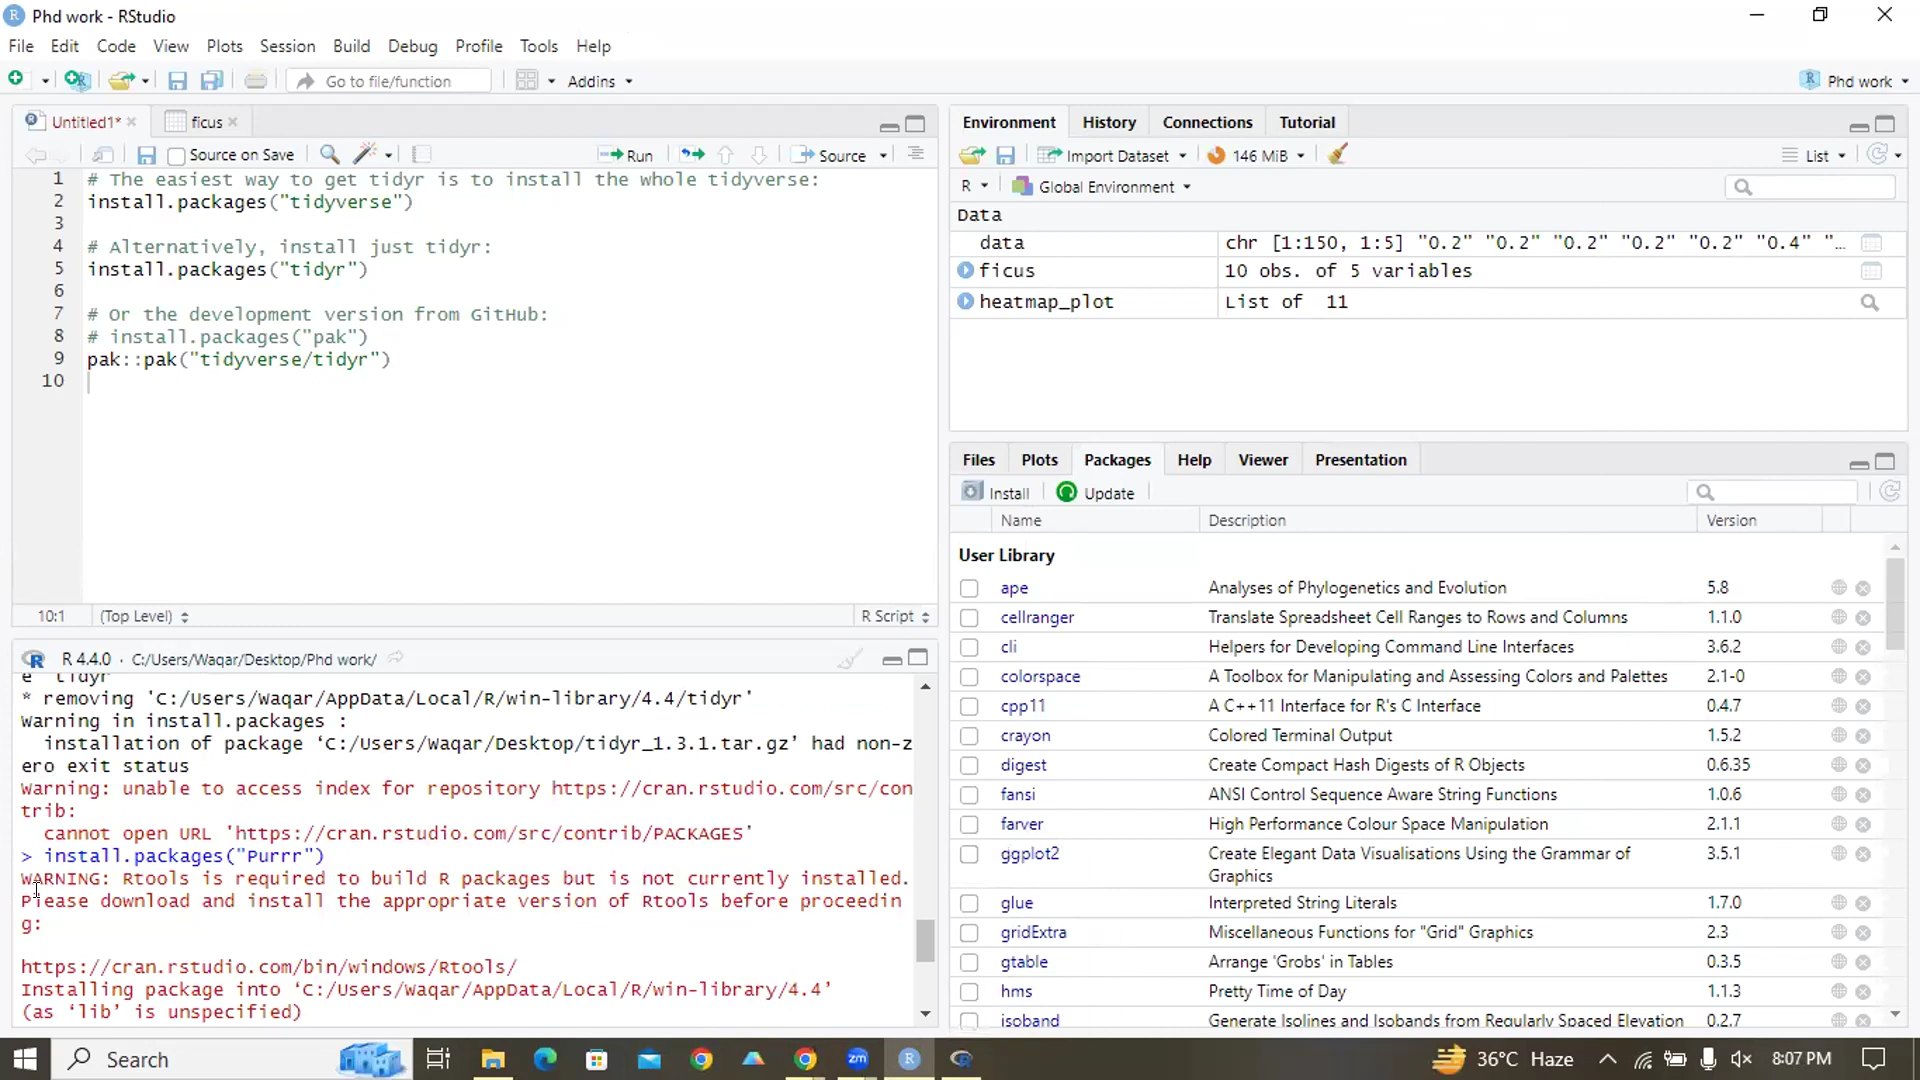 Phd work - RStudio
File Edit Code View Plots Session Build Debug Profile Tools Help
Go to file/function Addins Phd work
Untitled1* ficus
Source on Save Run Source
1 # The easiest way to get tidyr is to install the whole tidyverse:
2 install.packages("tidyverse")
3
4 # Alternatively, install just tidyr:
5 install.packages("tidyr")
6
7 # Or the development version from GitHub:
8 # install.packages("pak")
9 pak::pak("tidyverse/tidyr")
10
10:1 (Top Level) R Script
R 4.4.0 · C:/Users/Waqar/Desktop/Phd work/
e 'tidyr'
* removing 'C:/Users/Waqar/AppData/Local/R/win-library/4.4/tidyr'
Warning in install.packages :
installation of package ‘C:/Users/Waqar/Desktop/tidyr_1.3.1.tar.gz’ had non-z
ero exit status
Warning: unable to access index for repository https://cran.rstudio.com/src/con
trib:
cannot open URL 'https://cran.rstudio.com/src/contrib/PACKAGES'
> install.packages("Purrr")
WARNING: Rtools is required to build R packages but is not currently installed.
Please download and install the appropriate version of Rtools before proceedin
g:
https://cran.rstudio.com/bin/windows/Rtools/
Installing package into ‘C:/Users/Waqar/AppData/Local/R/win-library/4.4’
(as ‘lib’ is unspecified)
Environment History Connections Tutorial
Import Dataset 146 MiB List
R Global Environment
Data
data chr [1:150, 1:5] "0.2" "0.2" "0.2" "0.2" "0.2" "0.4" "…
ficus 10 obs. of 5 variables
heatmap_plot List of 11
Files Plots Packages Help Viewer Presentation
Install Update
Name Description Version
User Library
ape Analyses of Phylogenetics and Evolution 5.8
cellranger Translate Spreadsheet Cell Ranges to Rows and Columns 1.1.0
cli Helpers for Developing Command Line Interfaces 3.6.2
colorspace A Toolbox for Manipulating and Assessing Colors and Palettes 2.1-0
cpp11 A C++11 Interface for R's C Interface 0.4.7
crayon Colored Terminal Output 1.5.2
digest Create Compact Hash Digests of R Objects 0.6.35
fansi ANSI Control Sequence Aware String Functions 1.0.6
farver High Performance Colour Space Manipulation 2.1.1
ggplot2 Create Elegant Data Visualisations Using the Grammar of 3.5.1
Graphics
glue Interpreted String Literals 1.7.0
gridExtra Miscellaneous Functions for "Grid" Graphics 2.3
gtable Arrange 'Grobs' in Tables 0.3.5
hms Pretty Time of Day 1.1.3
isoband Generate Isolines and Isobands from Regularly Spaced Elevation 0.2.7
Search 36°C Haze 8:07 PM